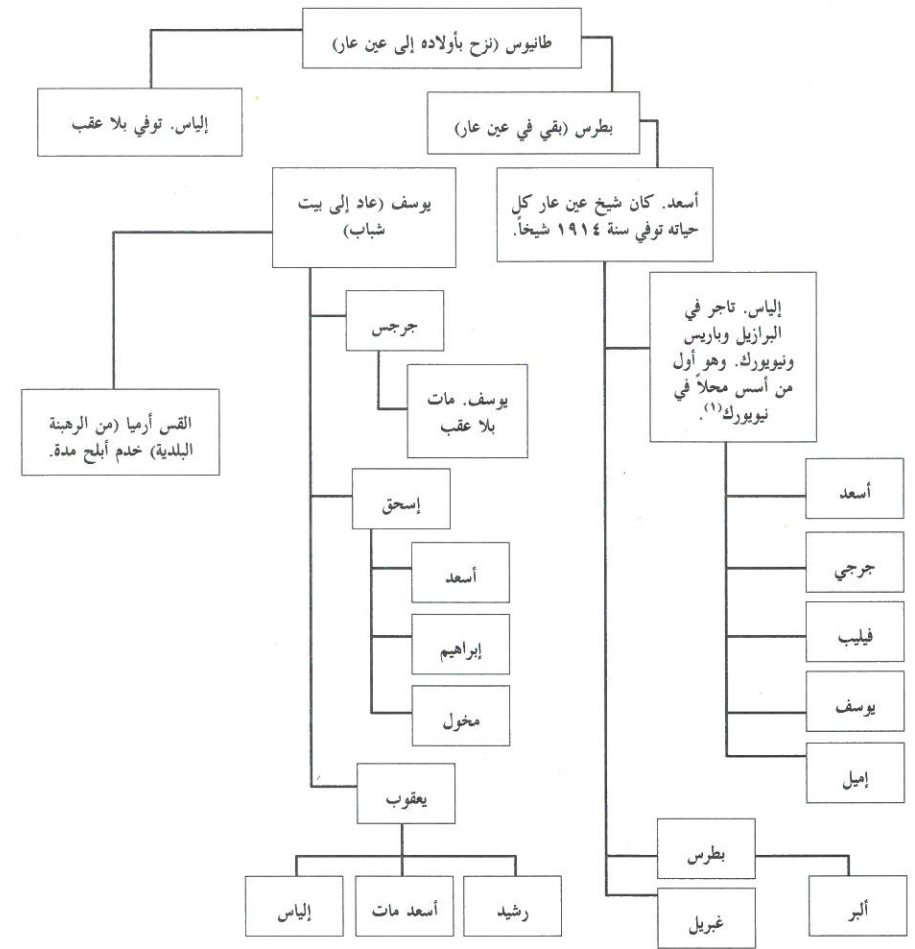 طانيوس (نزح بأولاده إلى عين عار)
بطرس (بقي في عين عار)
إلياس. توفي بلا عقب
أسعد. كان شيخ عين عار كل
حياته توفي سنة ١٩١٤ شيخاً.
يوسف (عاد إلى بيت
شباب)
إلياس. تاجر في
البرازيل وباريس
ونيويورك. وهو أول
من أسس محلاً في
نيويورك(١).
جرجس
يوسف. مات
بلا عقب
القس أرميا (من الرهبنة
البلدية) خدم أبلح مدة.
أسعد
جرجي
فيليب
يوسف
إميل
إسحق
أسعد
إبراهيم
مخول
يعقوب
رشيد
أسعد مات
إلياس
بطرس
ألبر
غبريل